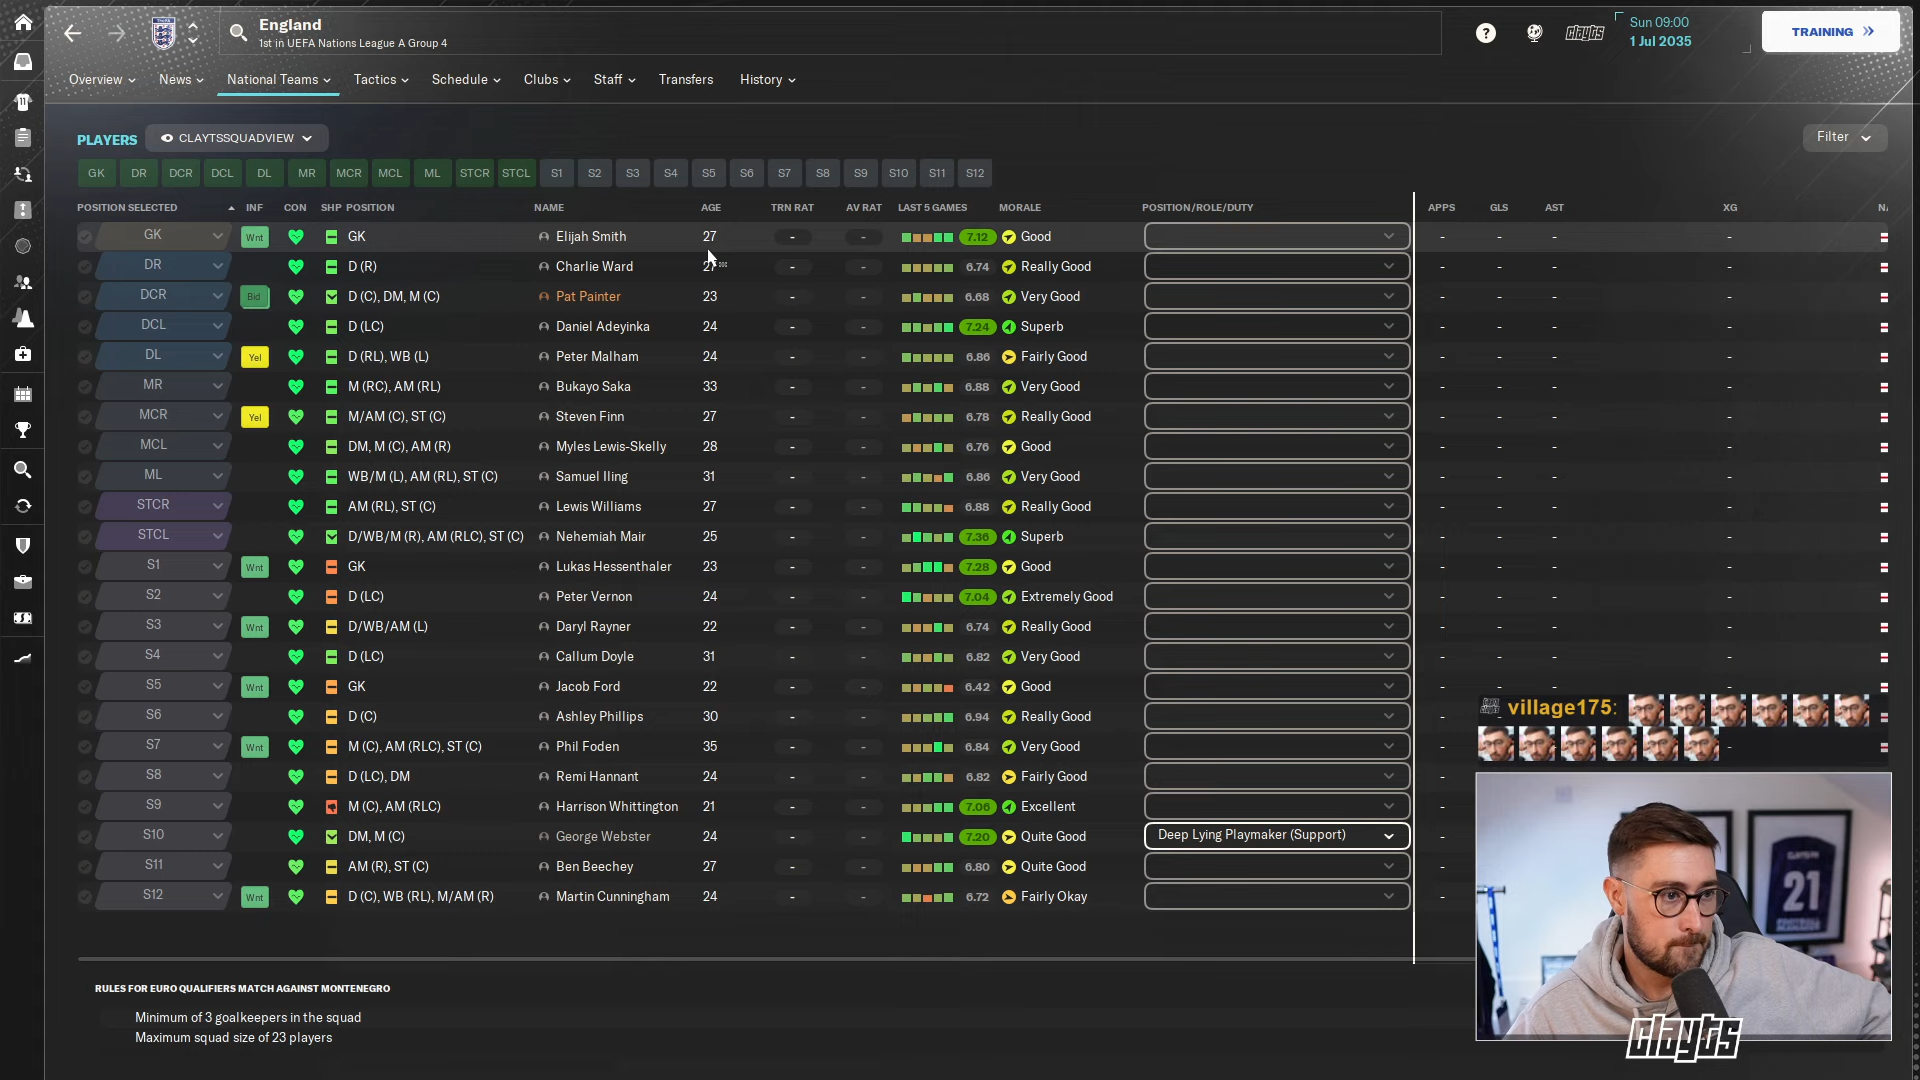 England
1st in UEFA Nations League A Group 4
Sun 09:00
1 Jul 2035
TRAINING
Overview
News
National Teams
Tactics
Schedule
Clubs
Staff
Transfers
History
PLAYERS
CLAYTSSQUADVIEW
Filter
GK DR DCR DCL DL MR MCR MCL ML STCR STCL S1 S2 S3 S4 S5 S6 S7 S8 S9 S10 S11 S12
POSITION SELECTED INF CON SHP POSITION NAME AGE TRN RAT AV RAT LAST 5 GAMES MORALE POSITION/ROLE/DUTY APPS GLS AST XG
GK Wnt GK Elijah Smith 27 - - 7.12 Good - - - -
DR D (R) Charlie Ward 27 - - 6.74 Really Good - - - -
DCR Bid D (C), DM, M (C) Pat Painter 23 - - 6.68 Very Good - - - -
DCL D (LC) Daniel Adeyinka 24 - - 7.24 Superb - - - -
DL Yel D (RL), WB (L) Peter Malham 24 - - 6.86 Fairly Good - - - -
MR M (RC), AM (RL) Bukayo Saka 33 - - 6.88 Very Good - - - -
MCR Yel M/AM (C), ST (C) Steven Finn 27 - - 6.78 Really Good - - - -
MCL DM, M (C), AM (R) Myles Lewis-Skelly 28 - - 6.76 Good - - - -
ML WB/M (L), AM (RL), ST (C) Samuel Iling 31 - - 6.86 Very Good - - - -
STCR AM (RL), ST (C) Lewis Williams 27 - - 6.88 Really Good - - - -
STCL D/WB/M (R), AM (RLC), ST (C) Nehemiah Mair 25 - - 7.36 Superb - - - -
S1 Wnt GK Lukas Hessenthaler 23 - - 7.28 Good - - - -
S2 D (LC) Peter Vernon 24 - - 7.04 Extremely Good - - - -
S3 Wnt D/WB/AM (L) Daryl Rayner 22 - - 6.74 Really Good - - - -
S4 D (LC) Callum Doyle 31 - - 6.82 Very Good - - - -
S5 Wnt GK Jacob Ford 22 - - 6.42 Good - - - -
S6 D (C) Ashley Phillips 30 - - 6.94 Really Good -
S7 Wnt M (C), AM (RLC), ST (C) Phil Foden 35 - - 6.84 Very Good - -
S8 D (LC), DM Remi Hannant 24 - - 6.82 Fairly Good -
S9 M (C), AM (RLC) Harrison Whittington 21 - - 7.06 Excellent -
S10 DM, M (C) George Webster 24 - - 7.20 Quite Good Deep Lying Playmaker (Support) -
S11 AM (R), ST (C) Ben Beechey 27 - - 6.80 Quite Good -
S12 Wnt D (C), WB (RL), M/AM (R) Martin Cunningham 24 - - 6.72 Fairly Okay -
village175:
21
clayts
RULES FOR EURO QUALIFIERS MATCH AGAINST MONTENEGRO
Minimum of 3 goalkeepers in the squad
Maximum squad size of 23 players